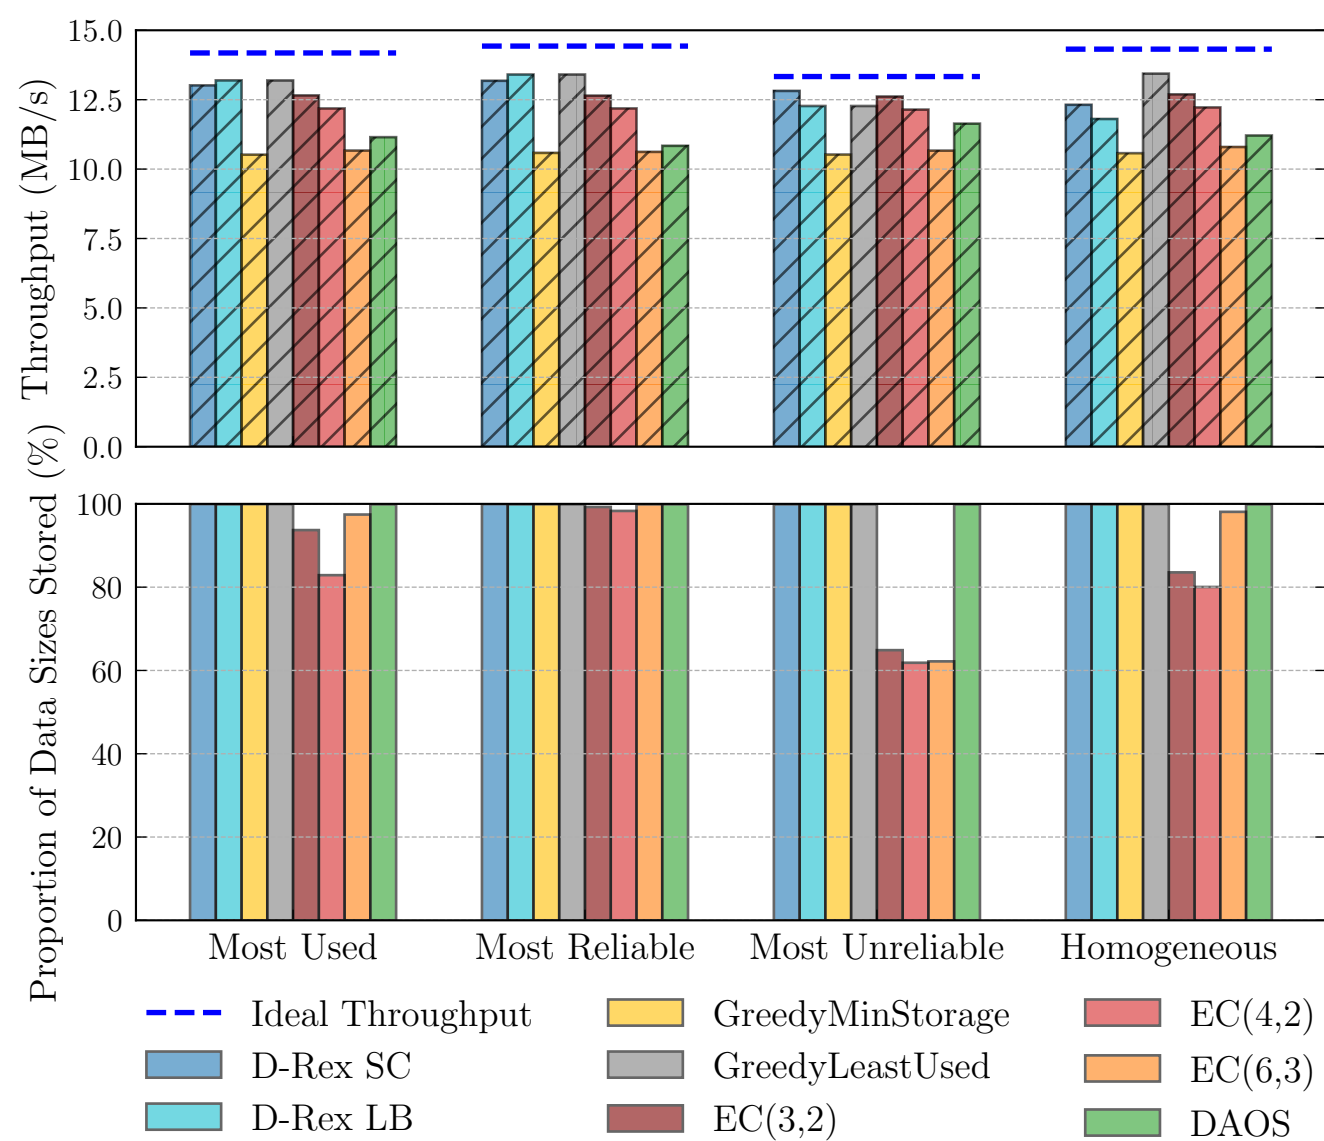 Throughput (MB/s)
15.0
12.5
10.0
7.5
5.0
2.5
0.0
Proportion of Data Sizes Stored (%)
100
80
60
40
20
0
Most Used
Most Reliable
Most Unreliable
Homogeneous
Ideal Throughput
D-Rex SC
D-Rex LB
GreedyMinStorage
GreedyLeastUsed
EC(3,2)
EC(4,2)
EC(6,3)
DAOS